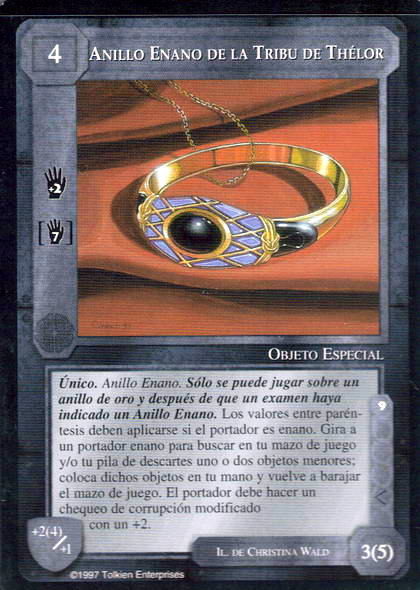 4
Anillo Enano de la Tribu de Thélor
+2
[7]
Objeto Especial
Único. Anillo Enano. Sólo se puede jugar sobre un
anillo de oro y después de que un examen haya
indicado un Anillo Enano. Los valores entre parén-
tesis deben aplicarse si el portador es enano. Gira a
un portador enano para buscar en tu mazo de juego
y/o tu pila de descartes uno o dos objetos menores;
coloca dichos objetos en tu mano y vuelve a barajar
el mazo de juego. El portador debe hacer un
chequeo de corrupción modificado
con un +2.
9
+2(4)/+1
Il. de Christina Wald
3(5)
©1997 Tolkien Enterprises